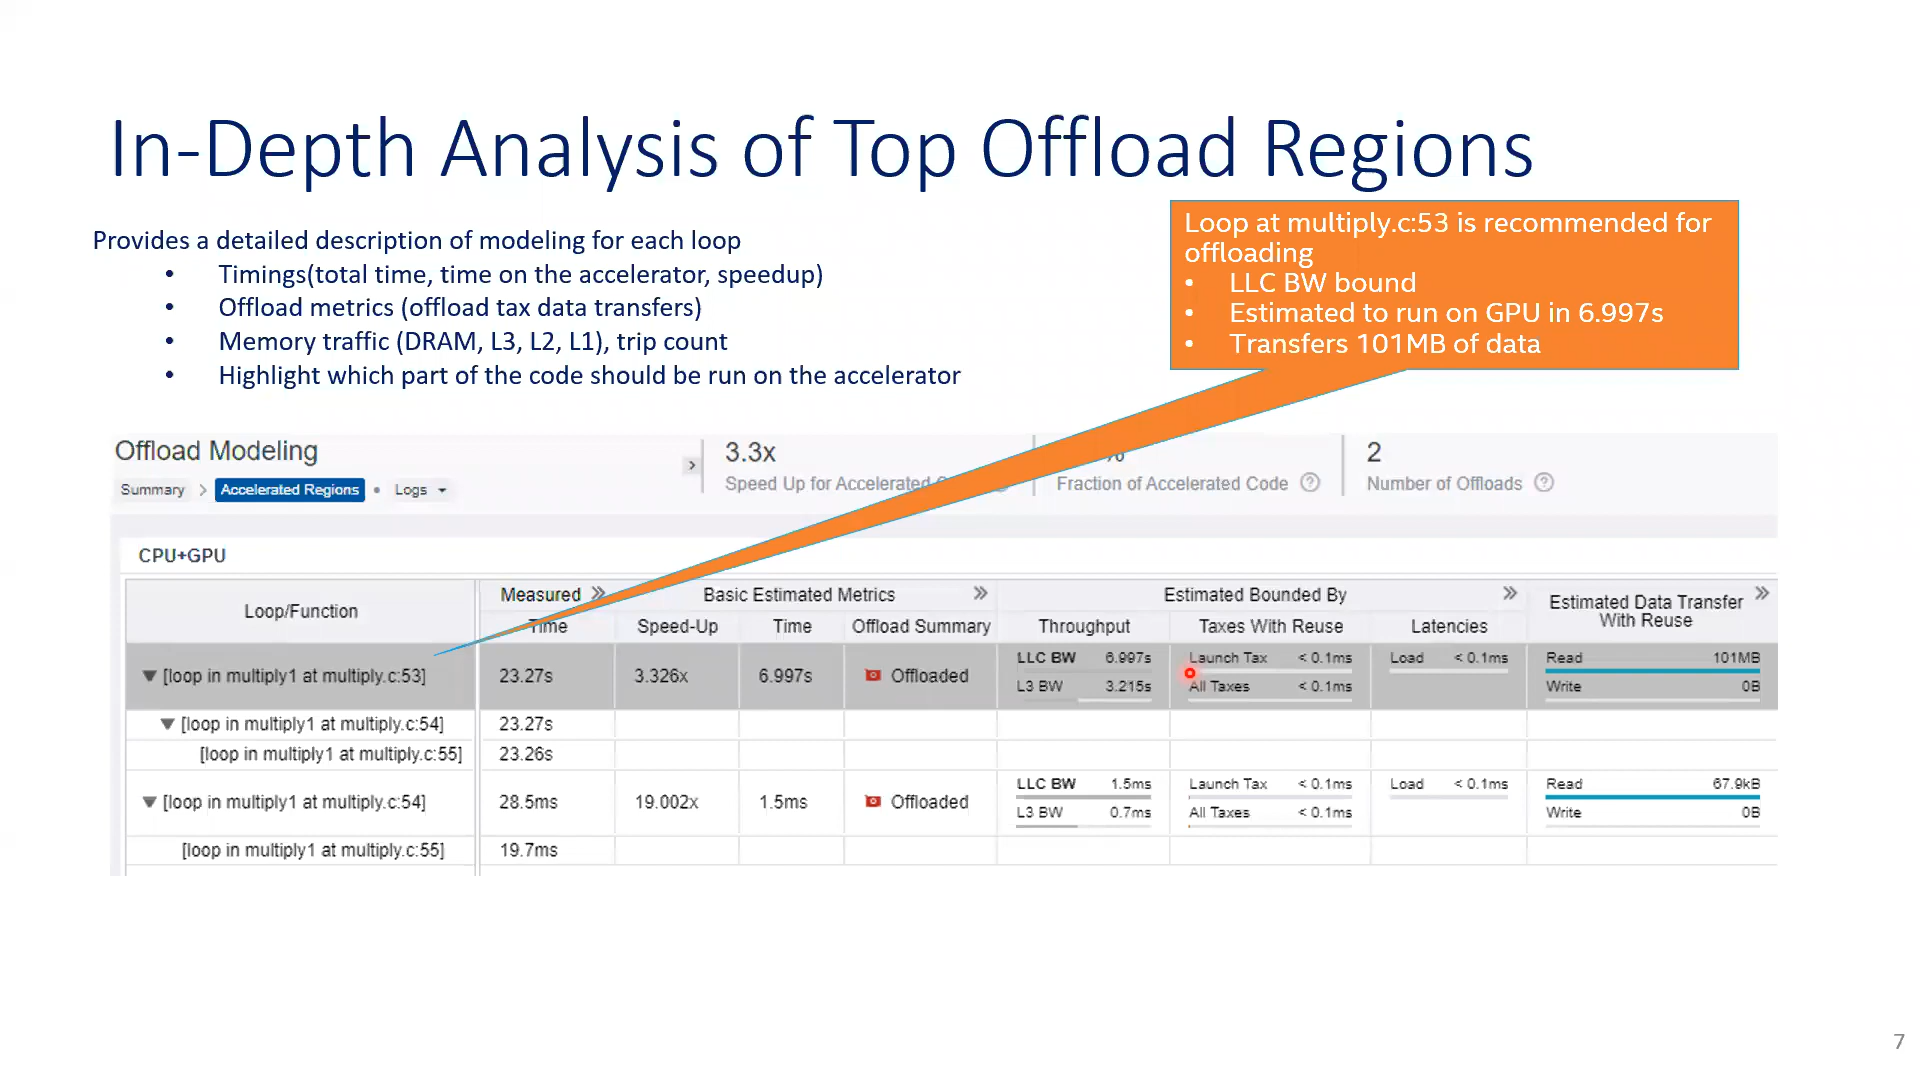 In-Depth Analysis of Top Offload Regions
Provides a detailed description of modeling for each loop
• Timings(total time, time on the accelerator, speedup)
• Offload metrics (offload tax data transfers)
• Memory traffic (DRAM, L3, L2, L1), trip count
• Highlight which part of the code should be run on the accelerator
Loop at multiply.c:53 is recommended for
offloading
• LLC BW bound
• Estimated to run on GPU in 6.997s
• Transfers 101MB of data
Offload Modeling
Summary > Accelerated Regions • Logs
3.3x
Speed Up for Accelerated
%
Fraction of Accelerated Code
2
Number of Offloads
CPU+GPU
Loop/Function
Measured
Time
Basic Estimated Metrics
Speed-Up Time Offload Summary
Estimated Bounded By
Throughput Taxes With Reuse Latencies
Estimated Data Transfer
With Reuse
[loop in multiply1 at multiply.c:53] 23.27s 3.326x 6.997s Offloaded
LLC BW 6.997s Launch Tax < 0.1ms Load < 0.1ms Read 101MB
L3 BW 3.215s All Taxes < 0.1ms Write 0B
[loop in multiply1 at multiply.c:54] 23.27s
[loop in multiply1 at multiply.c:55] 23.26s
[loop in multiply1 at multiply.c:54] 28.5ms 19.002x 1.5ms Offloaded
LLC BW 1.5ms Launch Tax < 0.1ms Load < 0.1ms Read 67.9kB
L3 BW 0.7ms All Taxes < 0.1ms Write 0B
[loop in multiply1 at multiply.c:55] 19.7ms
7